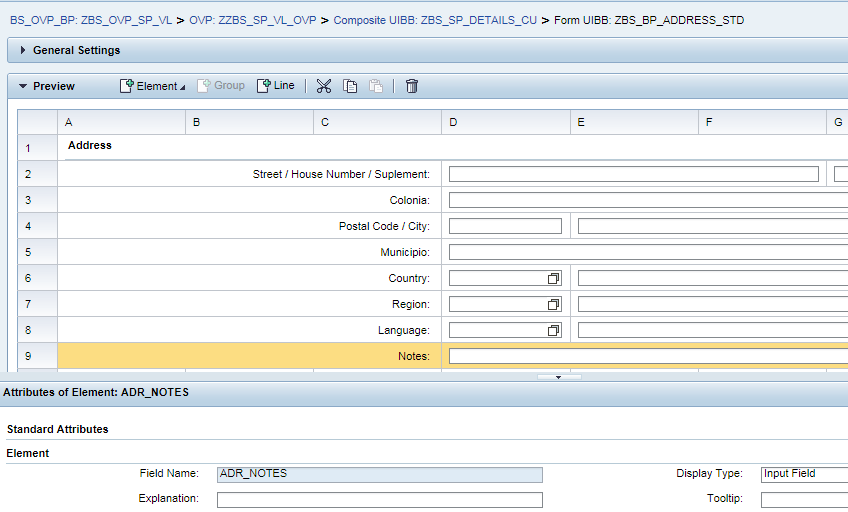 BS_OVP_BP: ZBS_OVP_SP_VL > OVP: ZZBS_SP_VL_OVP > Composite UIBB: ZBS_SP_DETAILS_CU > Form UIBB: ZBS_BP_ADDRESS_STD
General Settings
Preview Element Group Line
A B C D E F G
1 Address
2 Street / House Number / Suplement:
3 Colonia:
4 Postal Code / City:
5 Municipio:
6 Country:
7 Region:
8 Language:
9 Notes:
Attributes of Element: ADR_NOTES
Standard Attributes
Element
Field Name: ADR_NOTES Display Type: Input Field
Explanation: Tooltip: